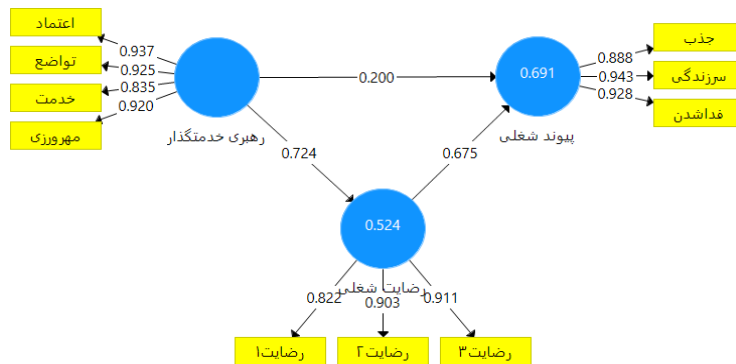 اعتماد
تواضع
خدمت
مهرورزی
0.937
0.925
0.835
0.920
رهبری خدمتگذار
0.200
0.724
0.675
0.691
پیوند شغلی
0.888
0.943
0.928
جذب
سرزندگی
فداشدن
0.524
رضایت شغلی
0.822
0.903
0.911
رضایت۱
رضایت۲
رضایت۳